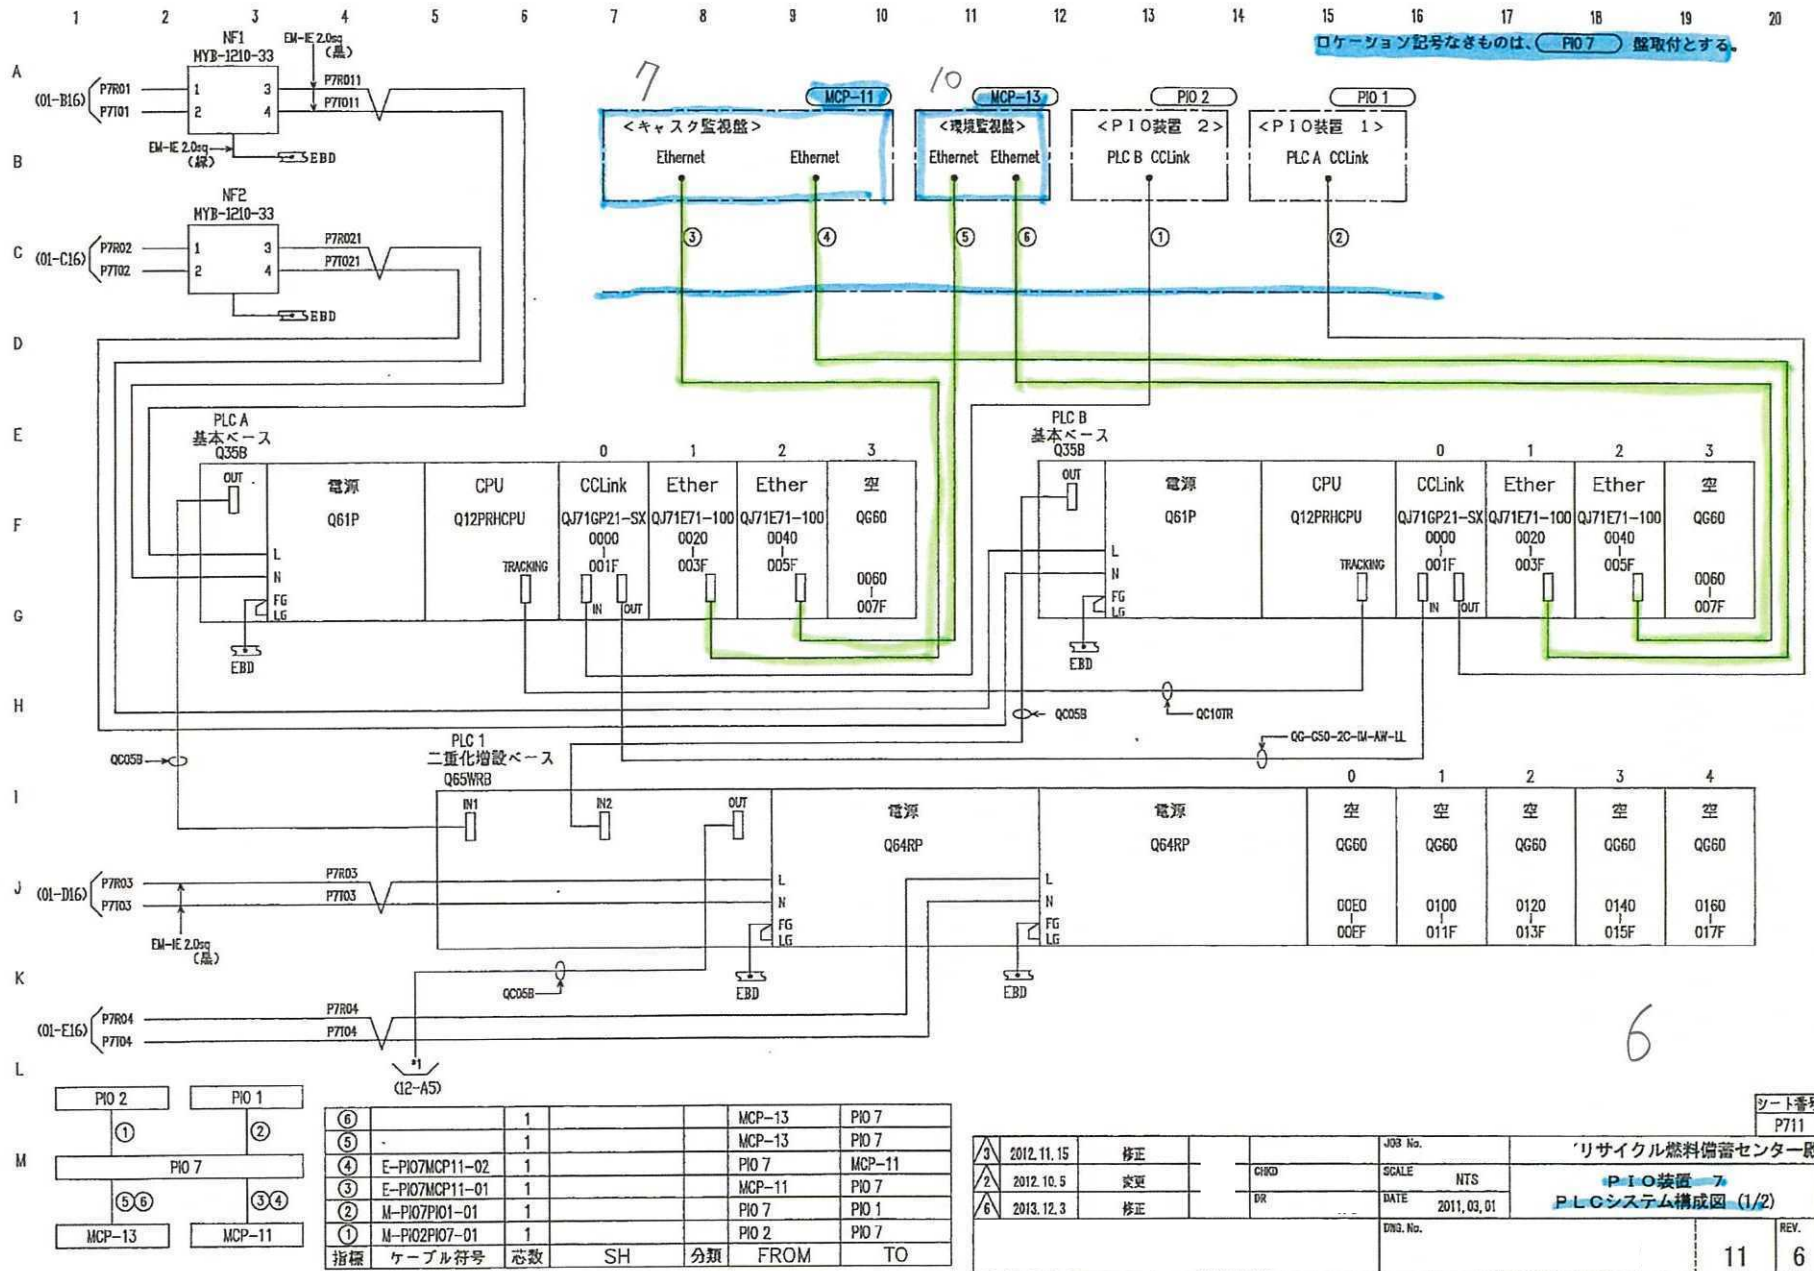 1 2 3 4 5 6 7 8 9 10 11 12 13 14 15 16 17 18 19 20
ロケーション記号なきものは、 PIO 7 盤取付とする。
NF1
MYB-1210-33
EM-IE 2.0sq
(黒)
A
(01-B16)
P7R01 1 3 P7R011
P7T01 2 4 P7T011
EM-IE 2.0sq
(緑)
EBD
7
10
MCP-11 MCP-13 PIO 2 PIO 1
<キャスク監視盤> <環境監視盤> <PIO装置 2> <PIO装置 1>
B
Ethernet Ethernet Ethernet Ethernet PLC B CCLink PLC A CCLink
③ ④ ⑤ ⑥ ① ②
NF2
MYB-1210-33
C
(01-C16)
P7R02 1 3 P7R021
P7T02 2 4 P7T021
EBD
D
E
PLC A
基本ベース
Q35B
0 1 2 3
OUT 電源 CPU CCLink Ether Ether 空
F
Q61P Q12PRHCPU QJ71GP21-SX QJ71E71-100 QJ71E71-100 QG60
0000 0020 0040
001F 003F 005F 0060
007F
L
N
FG
LG
TRACKING
IN OUT
EBD
G
PLC B
基本ベース
Q35B
0 1 2 3
OUT 電源 CPU CCLink Ether Ether 空
Q61P Q12PRHCPU QJ71GP21-SX QJ71E71-100 QJ71E71-100 QG60
0000 0020 0040
001F 003F 005F 0060
007F
L
N
FG
LG
TRACKING
IN OUT
EBD
H
QC05B QC10TR
QG-G50-2C-IM-AW-LL
QC05B
PLC 1
二重化増設ベース
Q65WRB
0 1 2 3 4
I
IN1 IN2 OUT 電源 電源 空 空 空 空 空
Q64RP Q64RP QG60 QG60 QG60 QG60 QG60
J
(01-D16)
P7R03 P7R03
P7T03 P7T03
L
N
FG
LG
L
N
FG
LG
00E0 0100 0120 0140 0160
00EF 011F 013F 015F 017F
EM-IE 2.0sq
(黒)
K
QC05B
EBD EBD
(01-E16)
P7R04 P7R04
P7T04 P7T04
L
*1
(12-A5)
6
PIO 2 PIO 1
① ②
M
PIO 7
⑤⑥ ③④
MCP-13 MCP-11
⑥ 1 MCP-13 PIO 7
⑤ 1 MCP-13 PIO 7
④ E-PIO7MCP11-02 1 PIO 7 MCP-11
③ E-PIO7MCP11-01 1 MCP-11 PIO 7
② M-PIO7PIO1-01 1 PIO 7 PIO 1
① M-PIO2PIO7-01 1 PIO 2 PIO 7
指標 ケーブル符号 芯数 SH 分類 FROM TO
シート番号
P711
3 2012.11.15 修正
2 2012.10.5 変更
6 2013.12.3 修正
CHKD
DR
JOB No.
SCALE NTS
DATE 2011.03.01
DNG. No.
リサイクル燃料備蓄センター殿
PIO装置 7
PLCシステム構成図 (1/2)
11
REV.
6